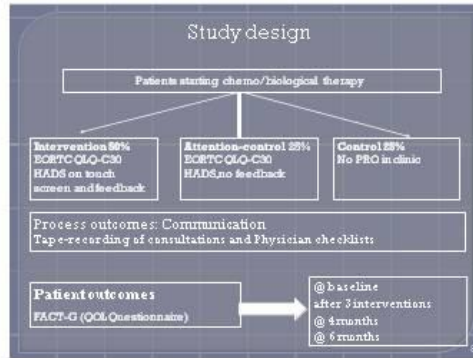 Study design
Patients starting chemo/biological therapy
Intervention 50%
EORTC QLQ-C30
HADS on touch
screen and feedback
Attention-control 25%
EORTC QLQ-C30
HADS, no feedback
Control 25%
No PRO in clinic
Process outcomes: Communication
Tape-recording of consultations and Physician checklists
Patient outcomes
FACT-G (QOL Questionnaire)
@ baseline
after 3 interventions
@ 4 months
@ 6 months